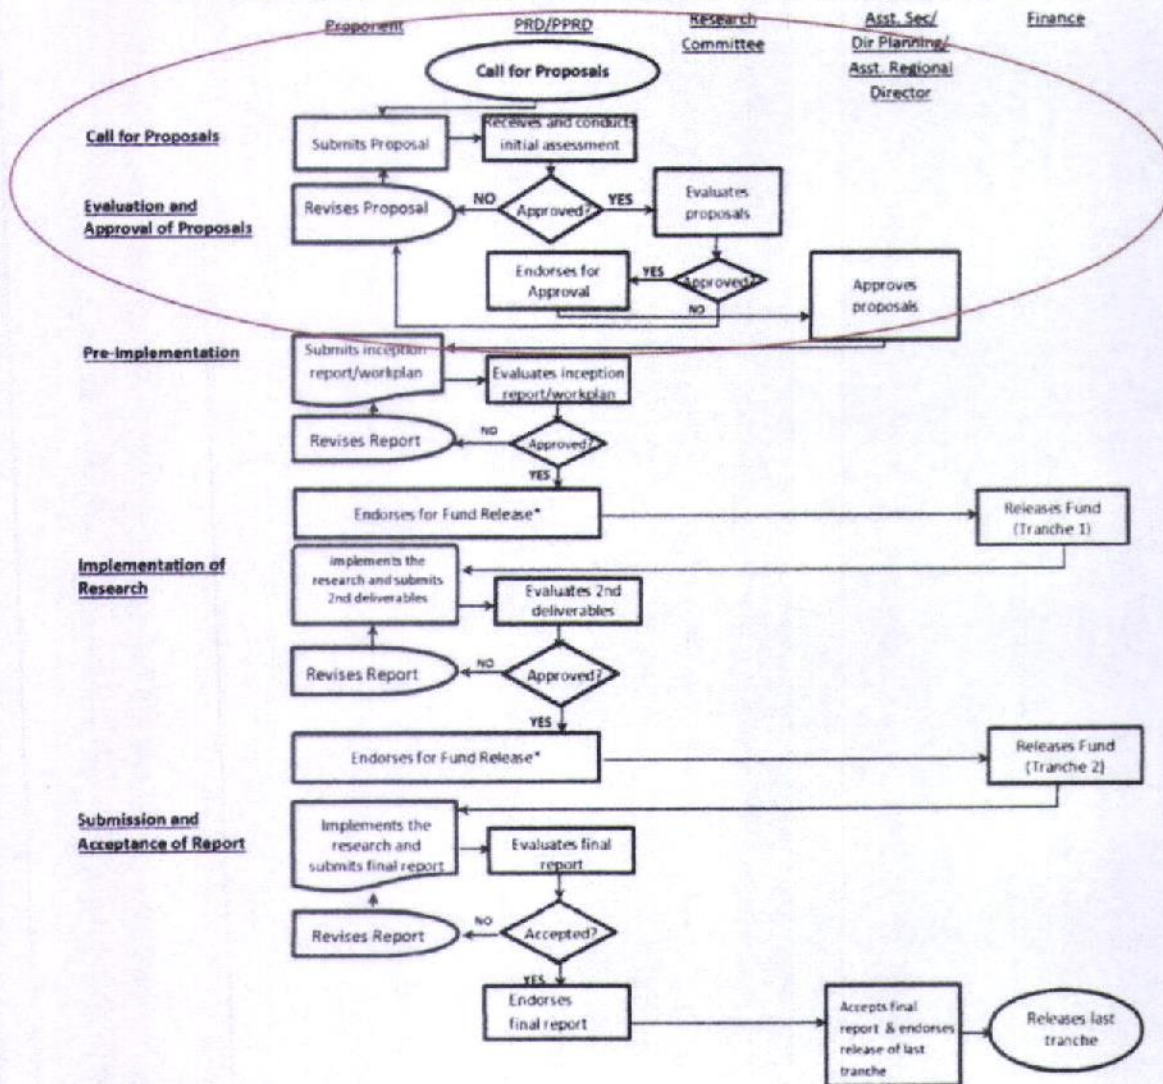 Proponent
PRD/PPRD
Research
Committee
Asst. Sec/
Dir Planning/
Asst. Regional
Director
Finance
Call for Proposals
Call for Proposals
Submits Proposal
Receives and conducts
initial assessment
Evaluation and
Approval of Proposals
Revises Proposal
NO
Approved?
YES
Evaluates
proposals
Endorses for
Approval
YES
Approved?
NO
Approves
proposals
Pre-Implementation
Submits inception
report/workplan
Evaluates inception
report/workplan
Revises Report
NO
Approved?
YES
Endorses for Fund Release*
Releases Fund
(Tranche 1)
Implementation of
Research
implements the
research and submits
2nd deliverables
Evaluates 2nd
deliverables
Revises Report
NO
Approved?
YES
Endorses for Fund Release*
Releases Fund
(Tranche 2)
Submission and
Acceptance of Report
Implements the
research and
submits final report
Evaluates final
report
Revises Report
NO
Accepted?
YES
Endorses
final report
Accepts final
report & endorses
release of last
tranche
Releases last
tranche